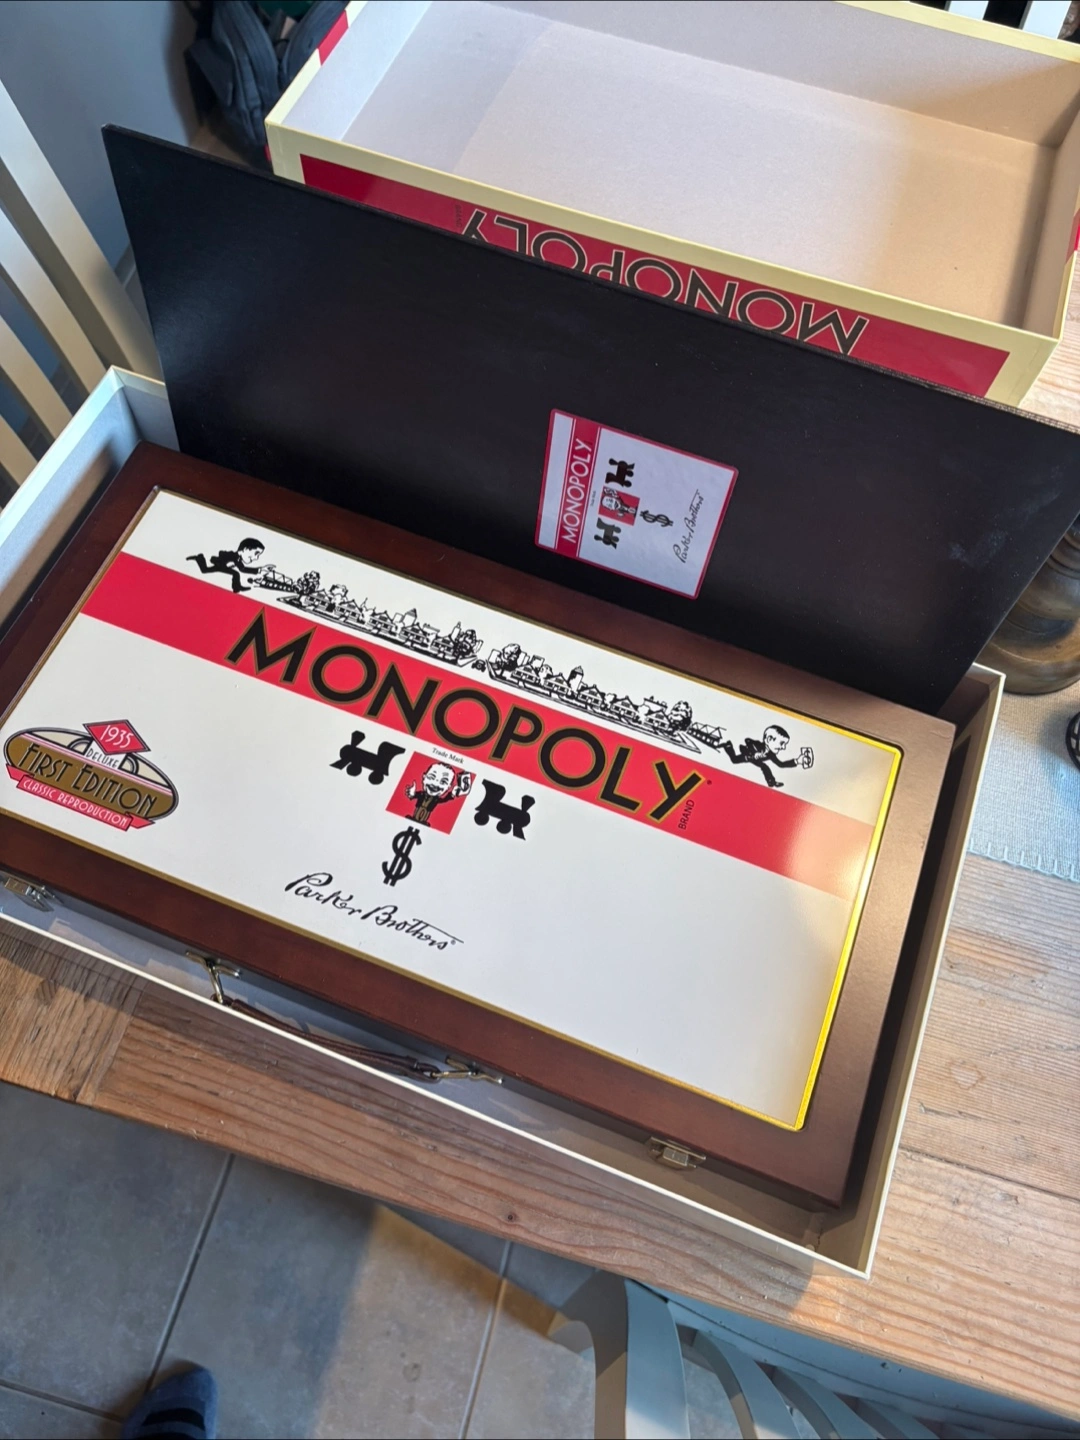 MONOPOLY
MONOPOLY
Parker Brothers
MONOPOLY
BRAND
Trade Mark
$
Parker Brothers
1935
DELUXE
FIRST EDITION
CLASSIC REPRODUCTION